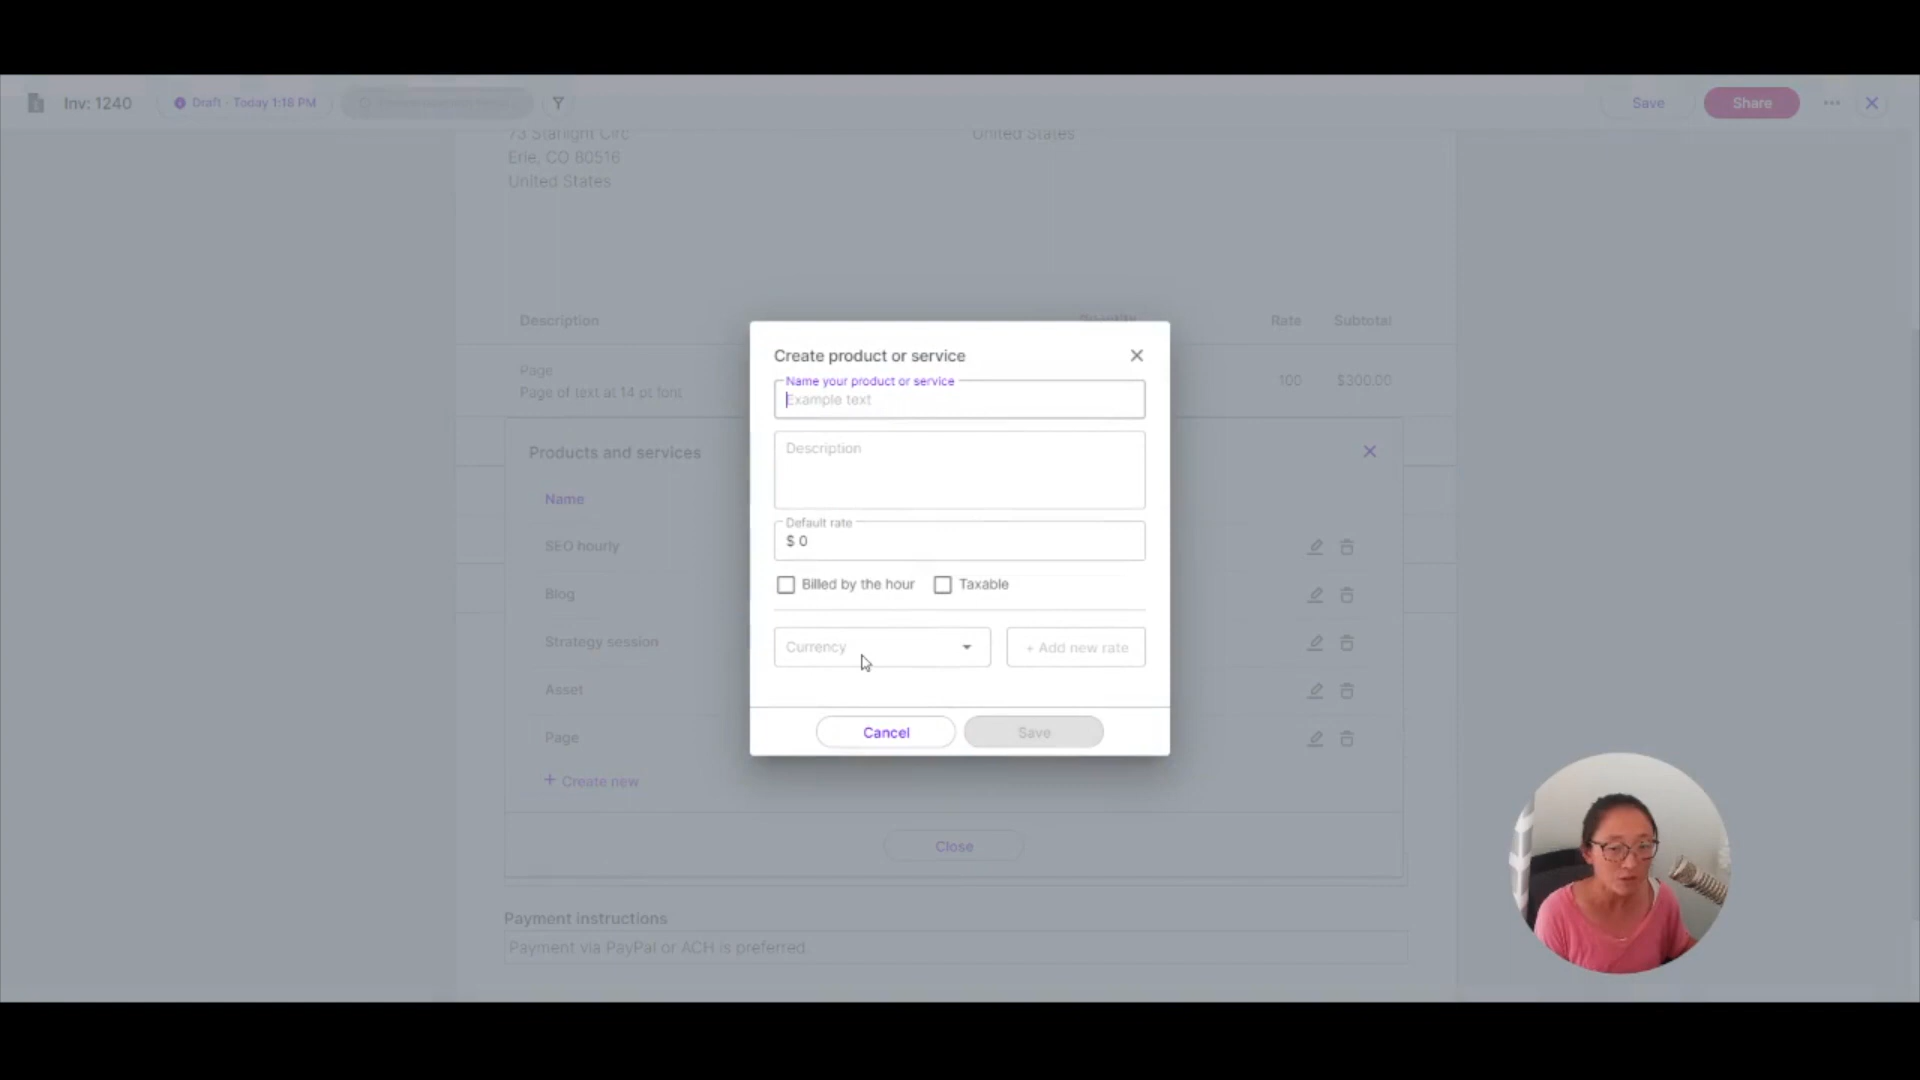 Inv: 1240
Draft - Today 1:18 PM
Save
Share
73 Starlight Circ
Erie, CO 80516
United States
United States
Description
Quantity
Rate
Subtotal
Page
Page of text at 14 pt font
100
$300.00
Products and services
Name
SEO hourly
Blog
Strategy session
Asset
Page
+ Create new
Close
Create product or service
Name your product or service
Example text
Description
Default rate
$ 0
Billed by the hour
Taxable
Currency
+ Add new rate
Cancel
Save
Payment instructions
Payment via PayPal or ACH is preferred.